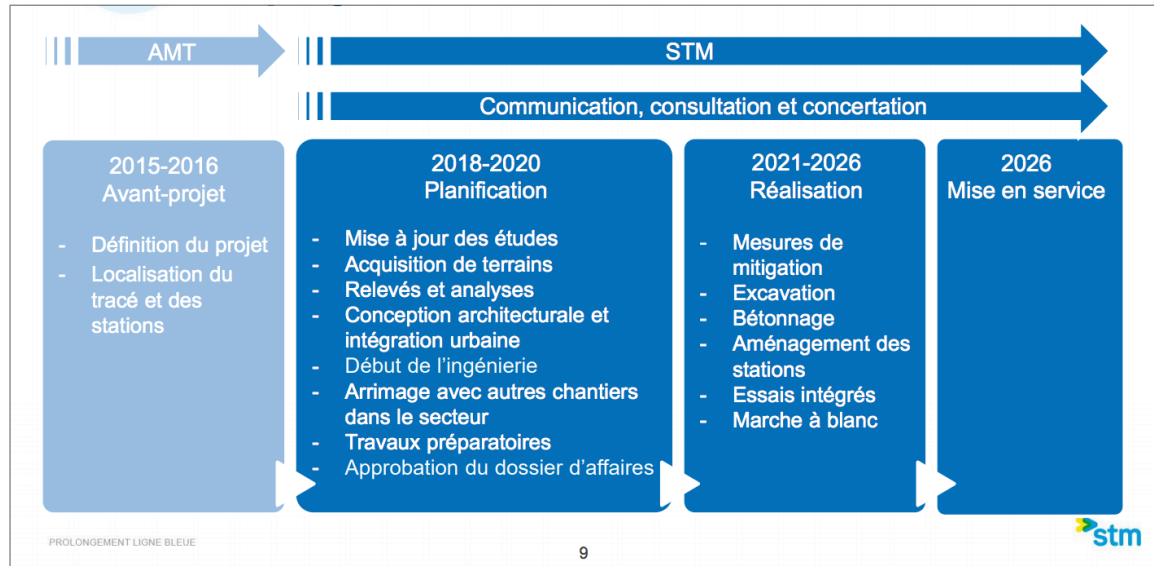 AMT
STM
Communication, consultation et concertation
2015-2016
Avant-projet
- Définition du projet
- Localisation du
tracé et des
stations
2018-2020
Planification
- Mise à jour des études
- Acquisition de terrains
- Relevés et analyses
- Conception architecturale et
intégration urbaine
- Début de l'ingénierie
- Arrimage avec autres chantiers
dans le secteur
- Travaux préparatoires
- Approbation du dossier d'affaires
2021-2026
Réalisation
- Mesures de
mitigation
- Excavation
- Bétonnage
- Aménagement des
stations
- Essais intégrés
- Marche à blanc
2026
Mise en service
PROLONGEMENT LIGNE BLEUE
9
stm